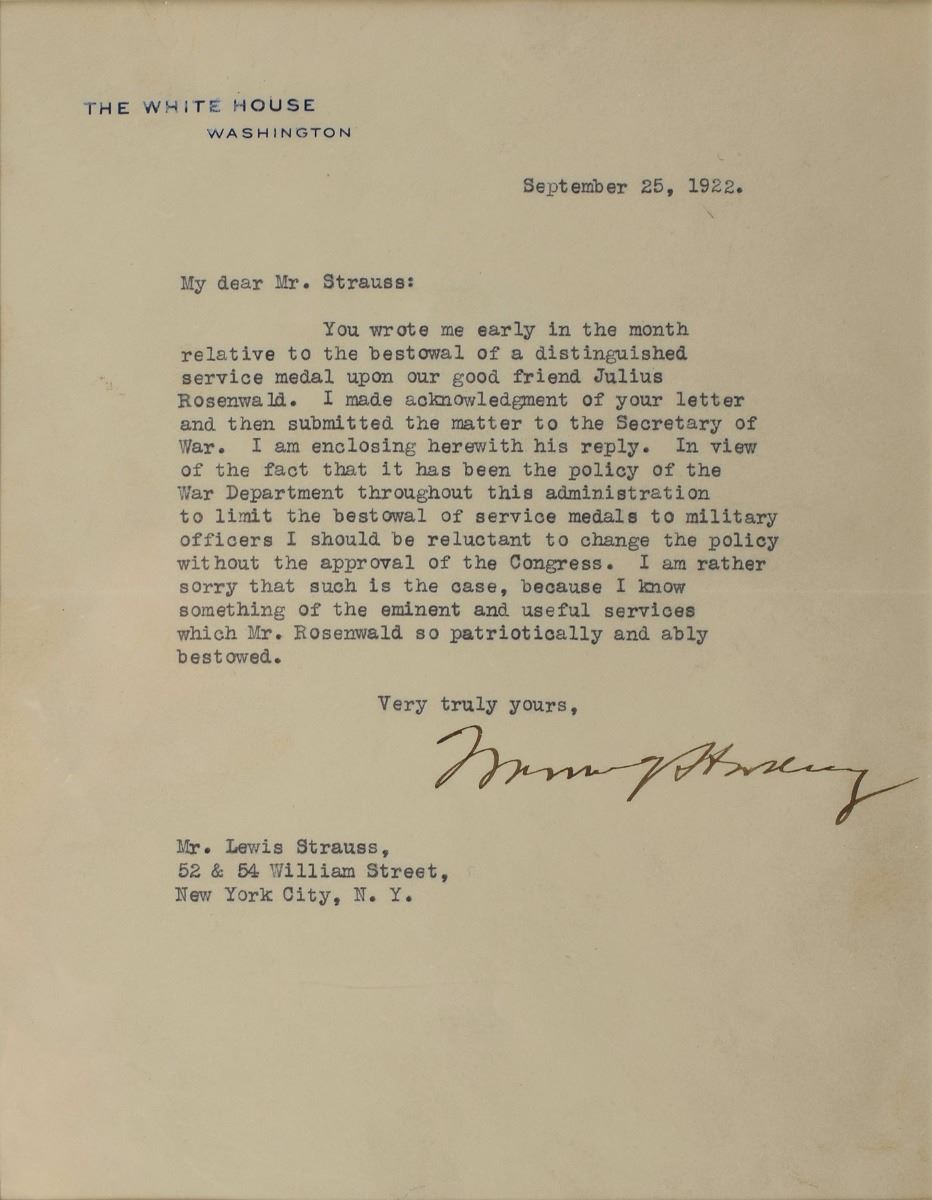 THE WHITE HOUSE
WASHINGTON
September 25, 1922.
My dear Mr. Strauss:
You wrote me early in the month
relative to the bestowal of a distinguished
service medal upon our good friend Julius
Rosenwald. I made acknowledgment of your letter
and then submitted the matter to the Secretary of
War. I am enclosing herewith his reply. In view
of the fact that it has been the policy of the
War Department throughout this administration
to limit the bestowal of service medals to military
officers I should be reluctant to change the policy
without the approval of the Congress. I am rather
sorry that such is the case, because I know
something of the eminent and useful services
which Mr. Rosenwald so patriotically and ably
bestowed.
Very truly yours,
Warren G Harding
Mr. Lewis Strauss,
52 & 54 William Street,
New York City, N. Y.